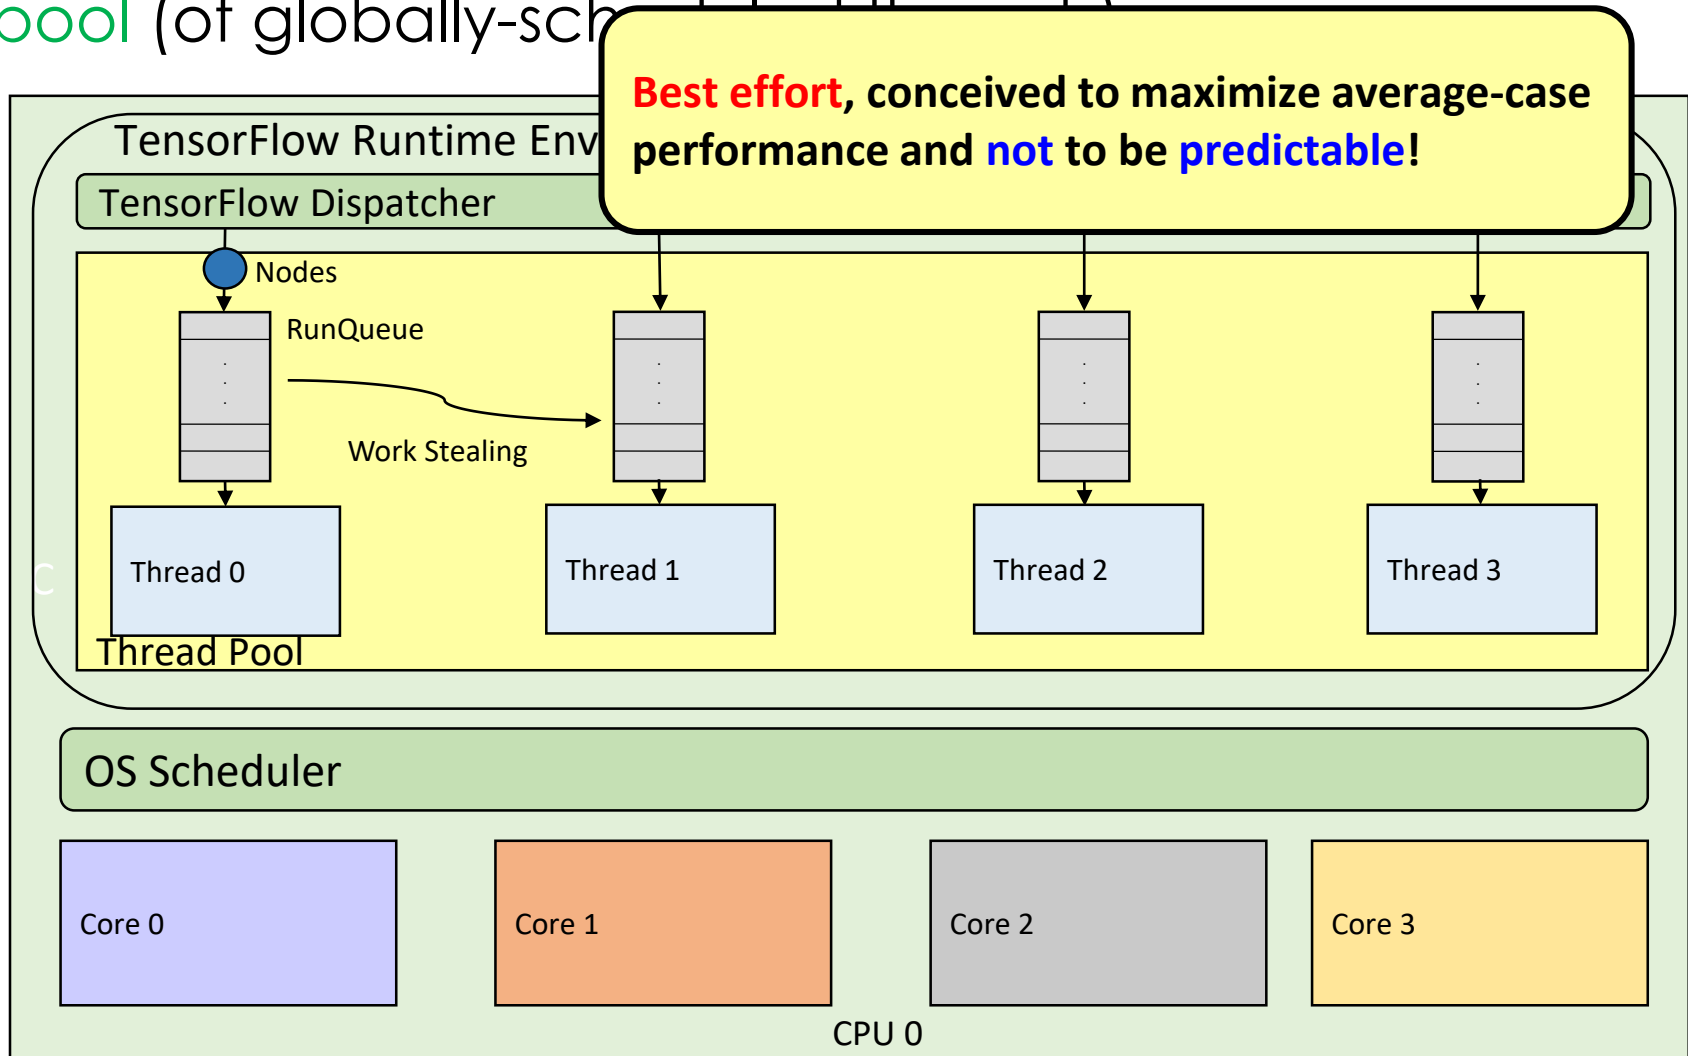 pool (of globally-sch
Best effort, conceived to maximize average-case
performance and not to be predictable!
TensorFlow Runtime Env
TensorFlow Dispatcher
Nodes
RunQueue
Work Stealing
Thread 0
Thread 1
Thread 2
Thread 3
C
Thread Pool
OS Scheduler
Core 0
Core 1
Core 2
Core 3
CPU 0